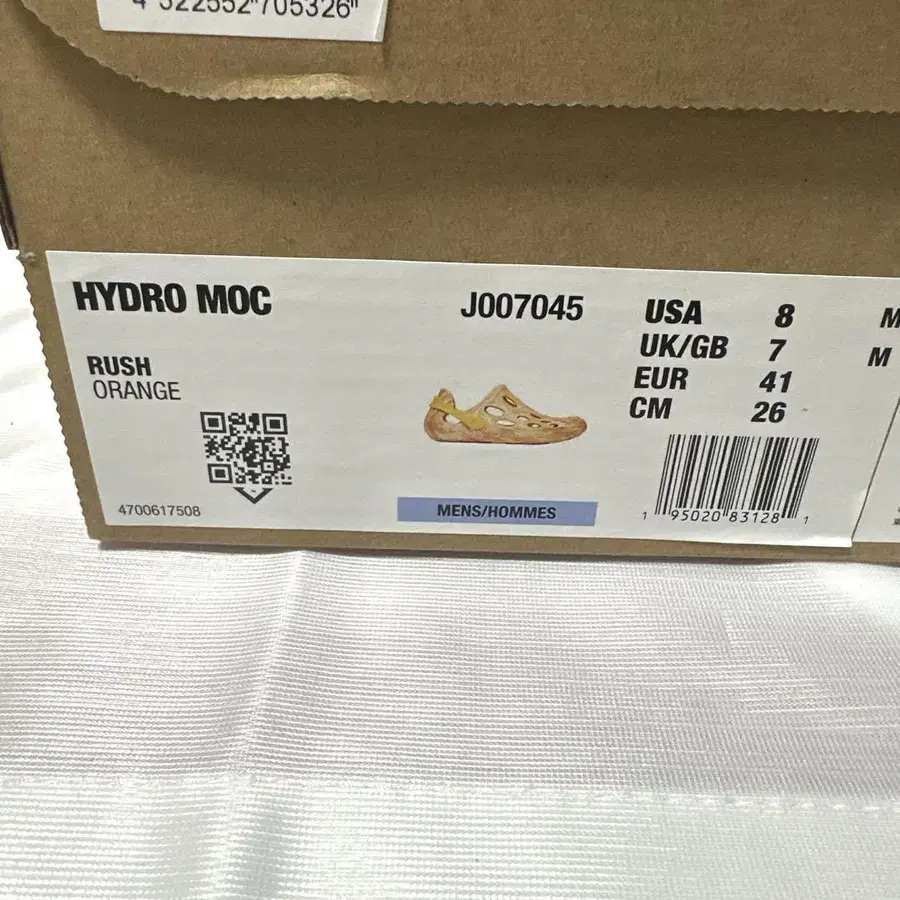 4 522552 705326"
HYDRO MOC
J007045
RUSH
ORANGE
4700617508
MENS/HOMMES
USA 8
UK/GB 7
EUR 41
CM 26
1 95020 83128 1
M
M